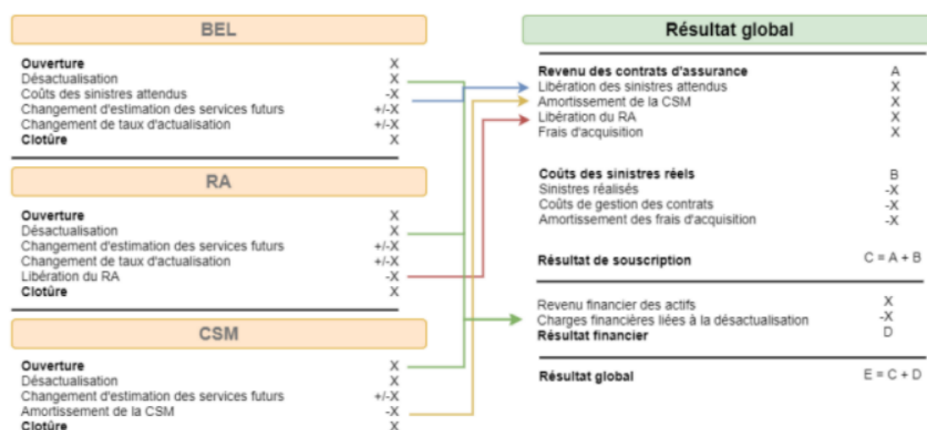 BEL
Ouverture X
Désactualisation X
Coûts des sinistres attendus -X
Changement d'estimation des services futurs +/-X
Changement de taux d'actualisation +/-X
Clotûre X
RA
Ouverture X
Désactualisation X
Changement d'estimation des services futurs +/-X
Changement de taux d'actualisation +/-X
Libération du RA -X
Clotûre X
CSM
Ouverture X
Désactualisation X
Changement d'estimation des services futurs +/-X
Amortissement de la CSM -X
Clotûre X
Résultat global
Revenu des contrats d'assurance A
Libération des sinistres attendus X
Amortissement de la CSM X
Libération du RA X
Frais d'acquisition X
Coûts des sinistres réels B
Sinistres réalisés -X
Coûts de gestion des contrats -X
Amortissement des frais d'acquisition -X
Résultat de souscription C = A + B
Revenu financier des actifs X
Charges financières liées à la désactualisation -X
Résultat financier D
Résultat global E = C + D